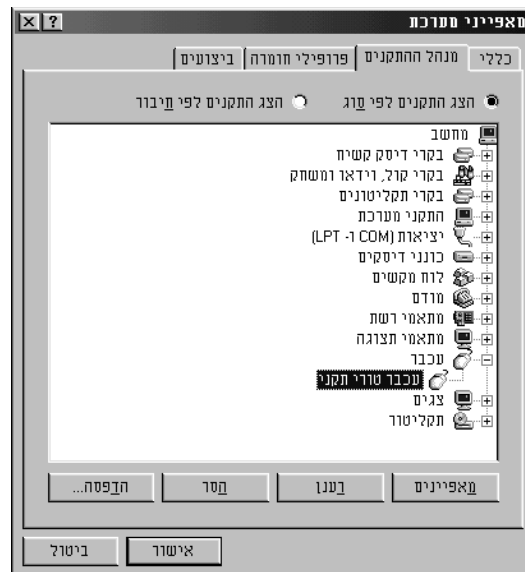 מאפייני מערכת
כללי מנהל ההתקנים פרופילי חומרה ביצועים
הצג התקנים לפי סוג הצג התקנים לפי חיבור
מחשב
בקרי דיסק קשיח
בקרי קול, וידאו ומשחק
בקרי תקליטונים
התקני מערכת
יציאות (COM ו- LPT)
כונני דיסקים
לוח מקשים
מודם
מתאמי רשת
מתאמי תצוגה
עכבר
עכבר טורי תקני
צגים
תקליטור
מאפיינים רענן הסר הדפסה...
אישור ביטול